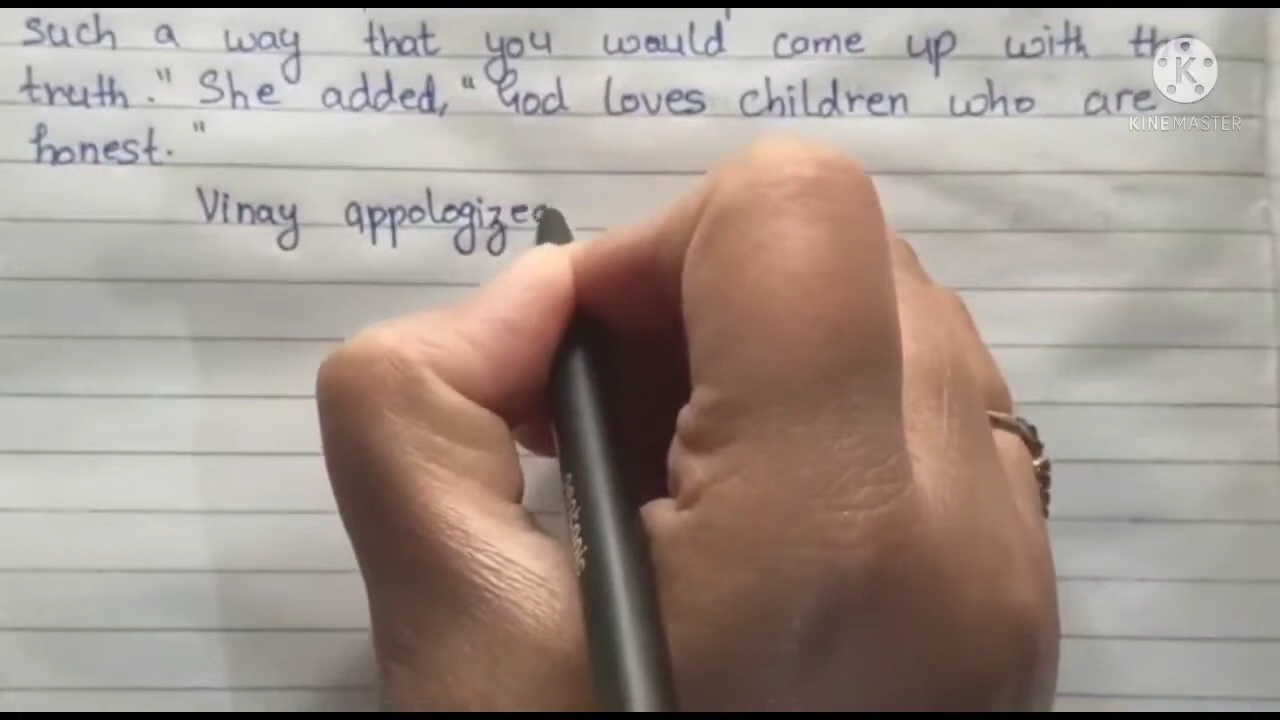 such a way that you would come up with the
truth." She added, "God loves children who are
honest."
Vinay appologized
K
KINEMASTER